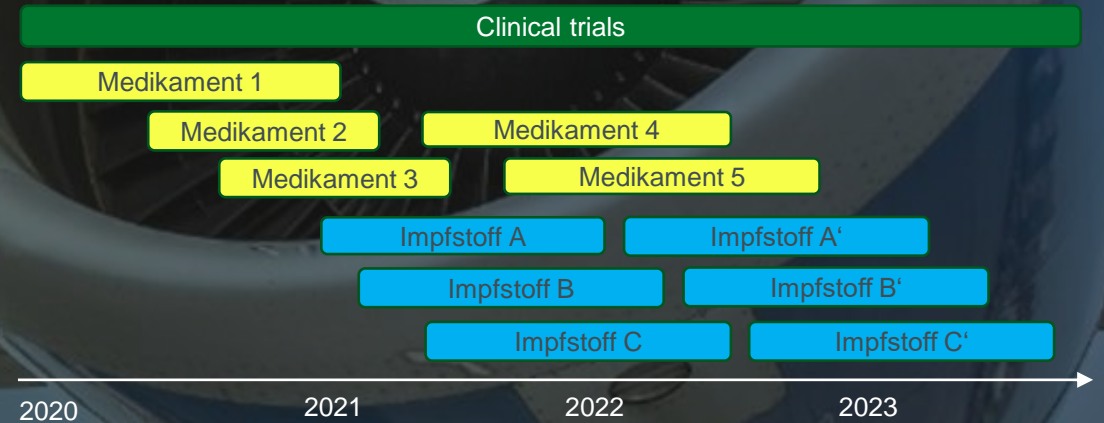 Clinical trials
Medikament 1
Medikament 2
Medikament 4
Medikament 3
Medikament 5
Impfstoff A
Impfstoff A‘
Impfstoff B
Impfstoff B‘
Impfstoff C
Impfstoff C‘
2020
2021
2022
2023